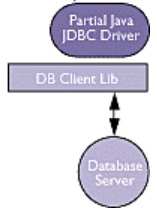 Partial Java
JDBC Driver
DB Client Lib
Database
Server